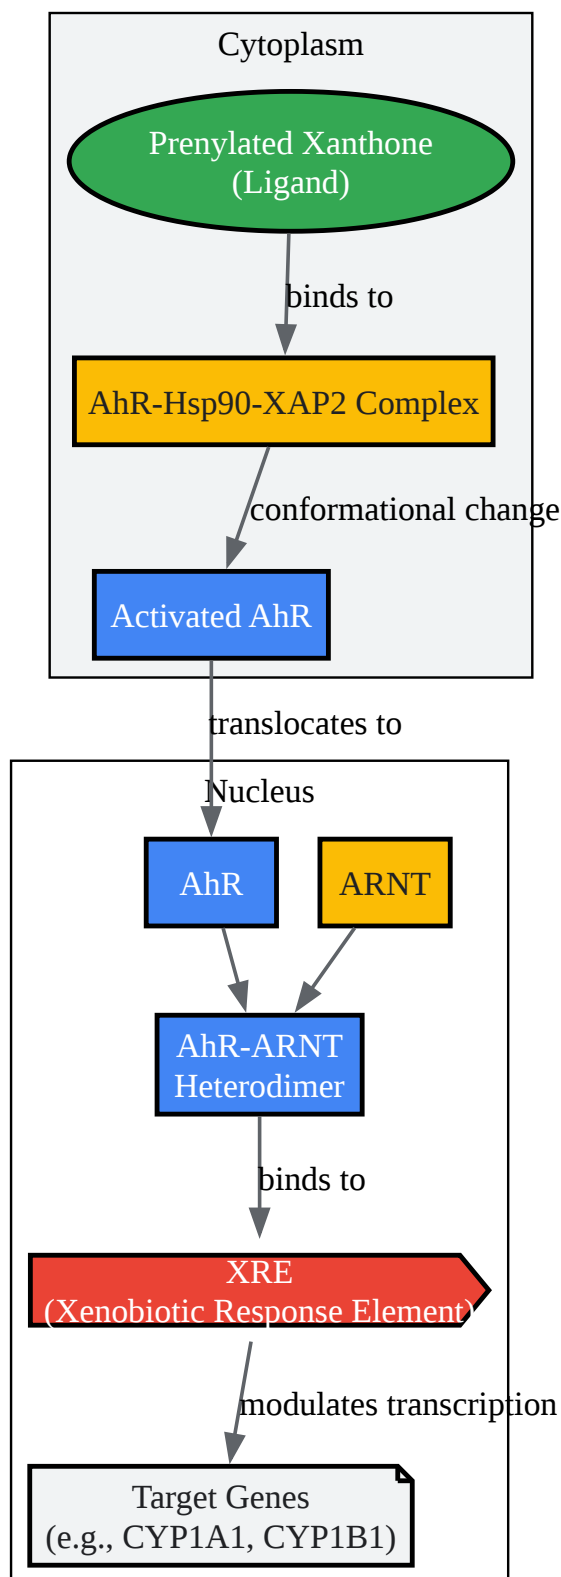 Cytoplasm
Prenylated Xanthone
(Ligand)
binds to
AhR-Hsp90-XAP2 Complex
conformational change
Activated AhR
translocates to
Nucleus
AhR
ARNT
AhR-ARNT
Heterodimer
binds to
XRE
(Xenobiotic Response Element)
modulates transcription
Target Genes
(e.g., CYP1A1, CYP1B1)